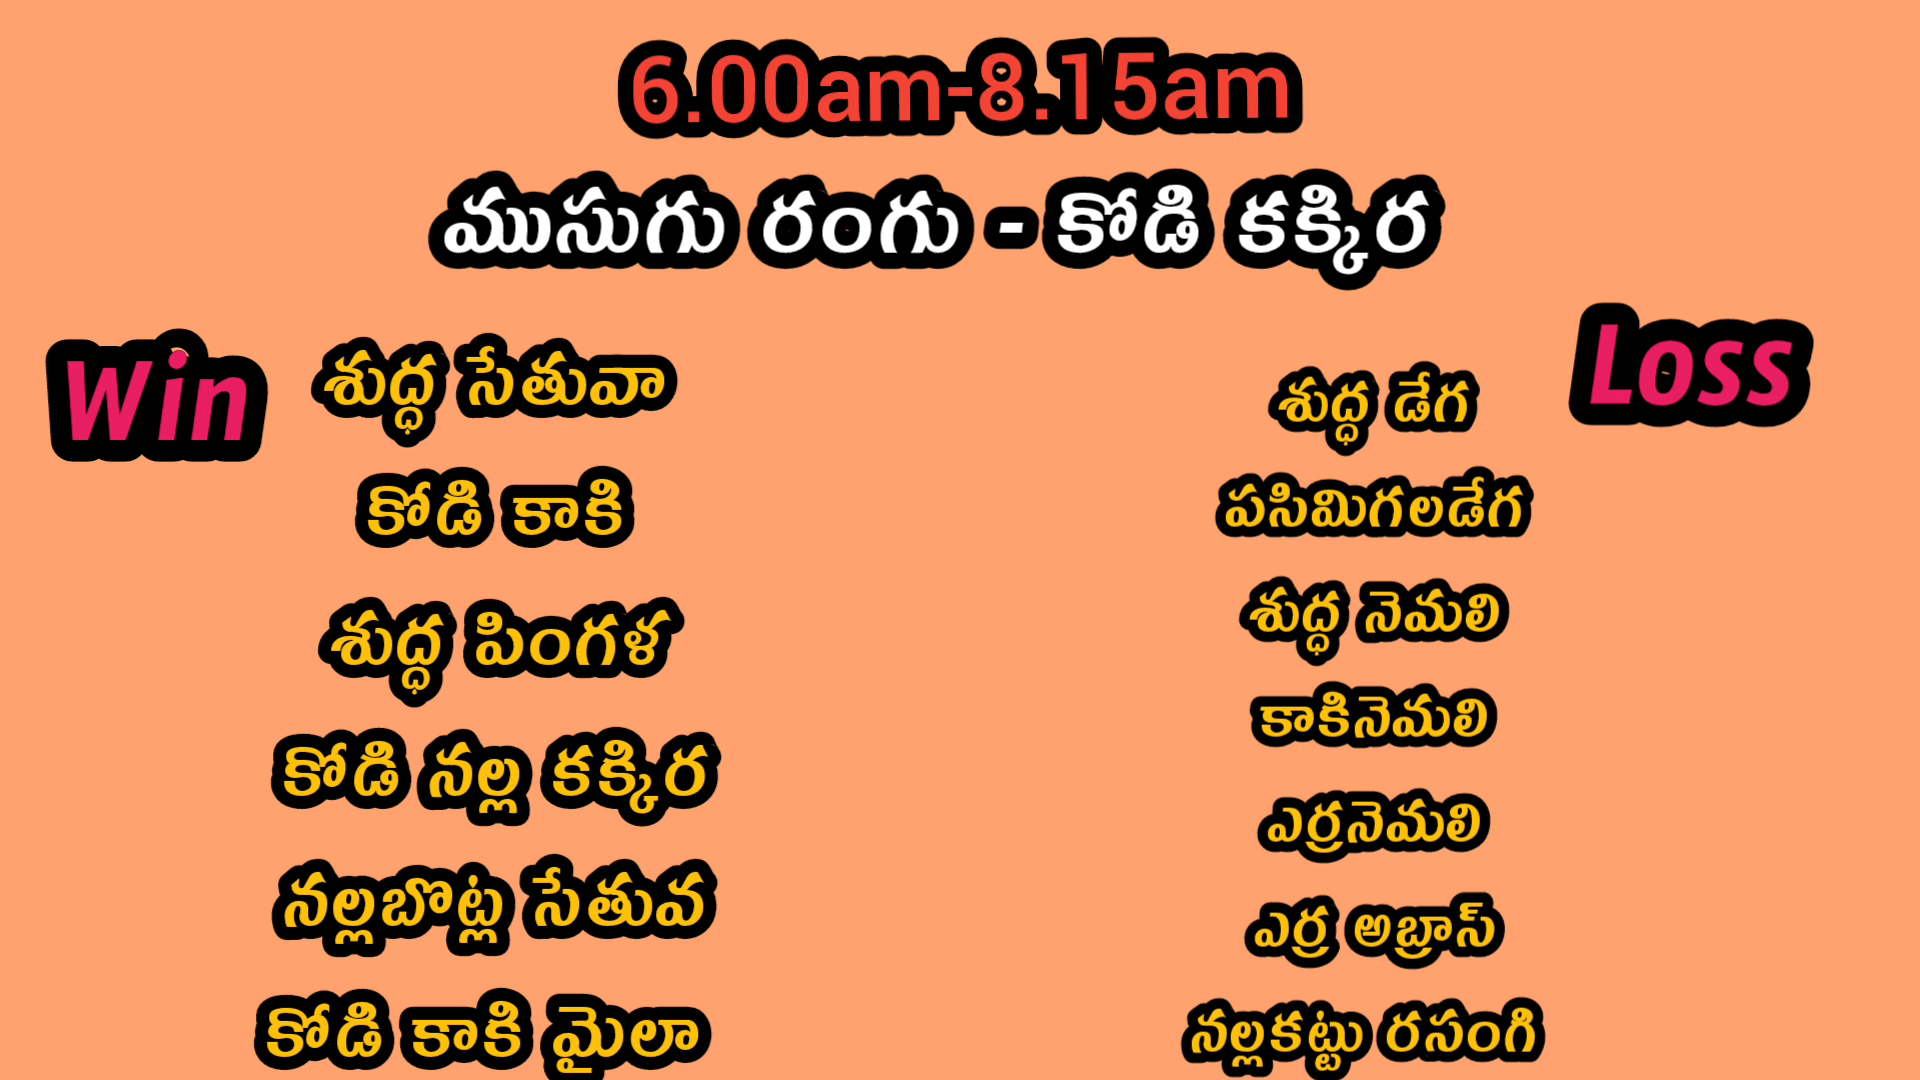 6.00am-8.15am
ముసుగు రంగు - కోడి కక్కిర
Win
శుద్ధ సేతువా
కోడి కాకి
శుద్ధ పింగళ
కోడి నల్ల కక్కిర
నల్లబొట్ల సేతువ
కోడి కాకి మైలా
Loss
శుద్ధ డేగ
పసిమిగలడేగ
శుద్ధ నెమలి
కాకినెమలి
ఎర్రనెమలి
ఎర్ర అబ్రాస్
నల్లకట్టు రసంగి